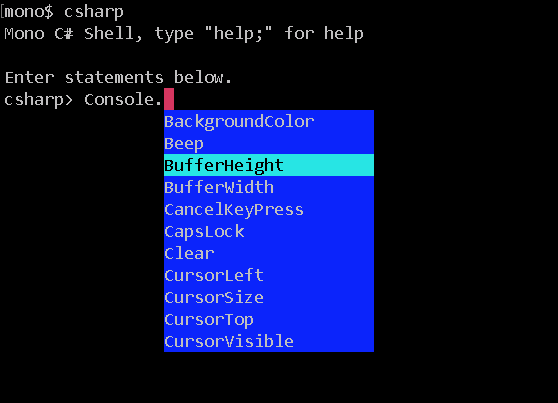 [mono$ csharp
Mono C# Shell, type "help;" for help
Enter statements below.
csharp> Console.
BackgroundColor
Beep
BufferHeight
BufferWidth
CancelKeyPress
CapsLock
Clear
CursorLeft
CursorSize
CursorTop
CursorVisible